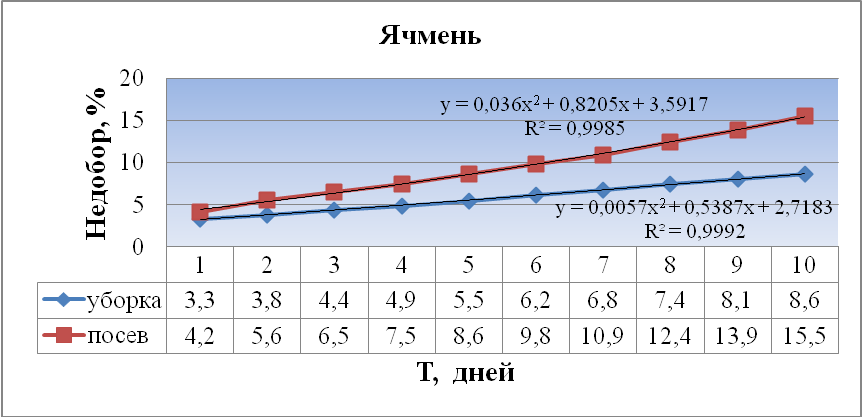 Ячмень
Недобор, %
20
15
10
5
0
y = 0,036x² + 0,8205x + 3,5917
R² = 0,9985
y = 0,0057x² + 0,5387x + 2,7183
R² = 0,9992
1 2 3 4 5 6 7 8 9 10
уборка 3,3 3,8 4,4 4,9 5,5 6,2 6,8 7,4 8,1 8,6
посев 4,2 5,6 6,5 7,5 8,6 9,8 10,9 12,4 13,9 15,5
Т, дней